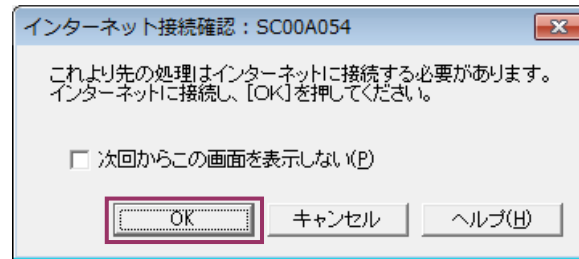 インターネット接続確認：SC00A054
これより先の処理はインターネットに接続する必要があります。
インターネットに接続し、[OK]を押してください。
次回からこの画面を表示しない(P)
OK
キャンセル
ヘルプ(H)